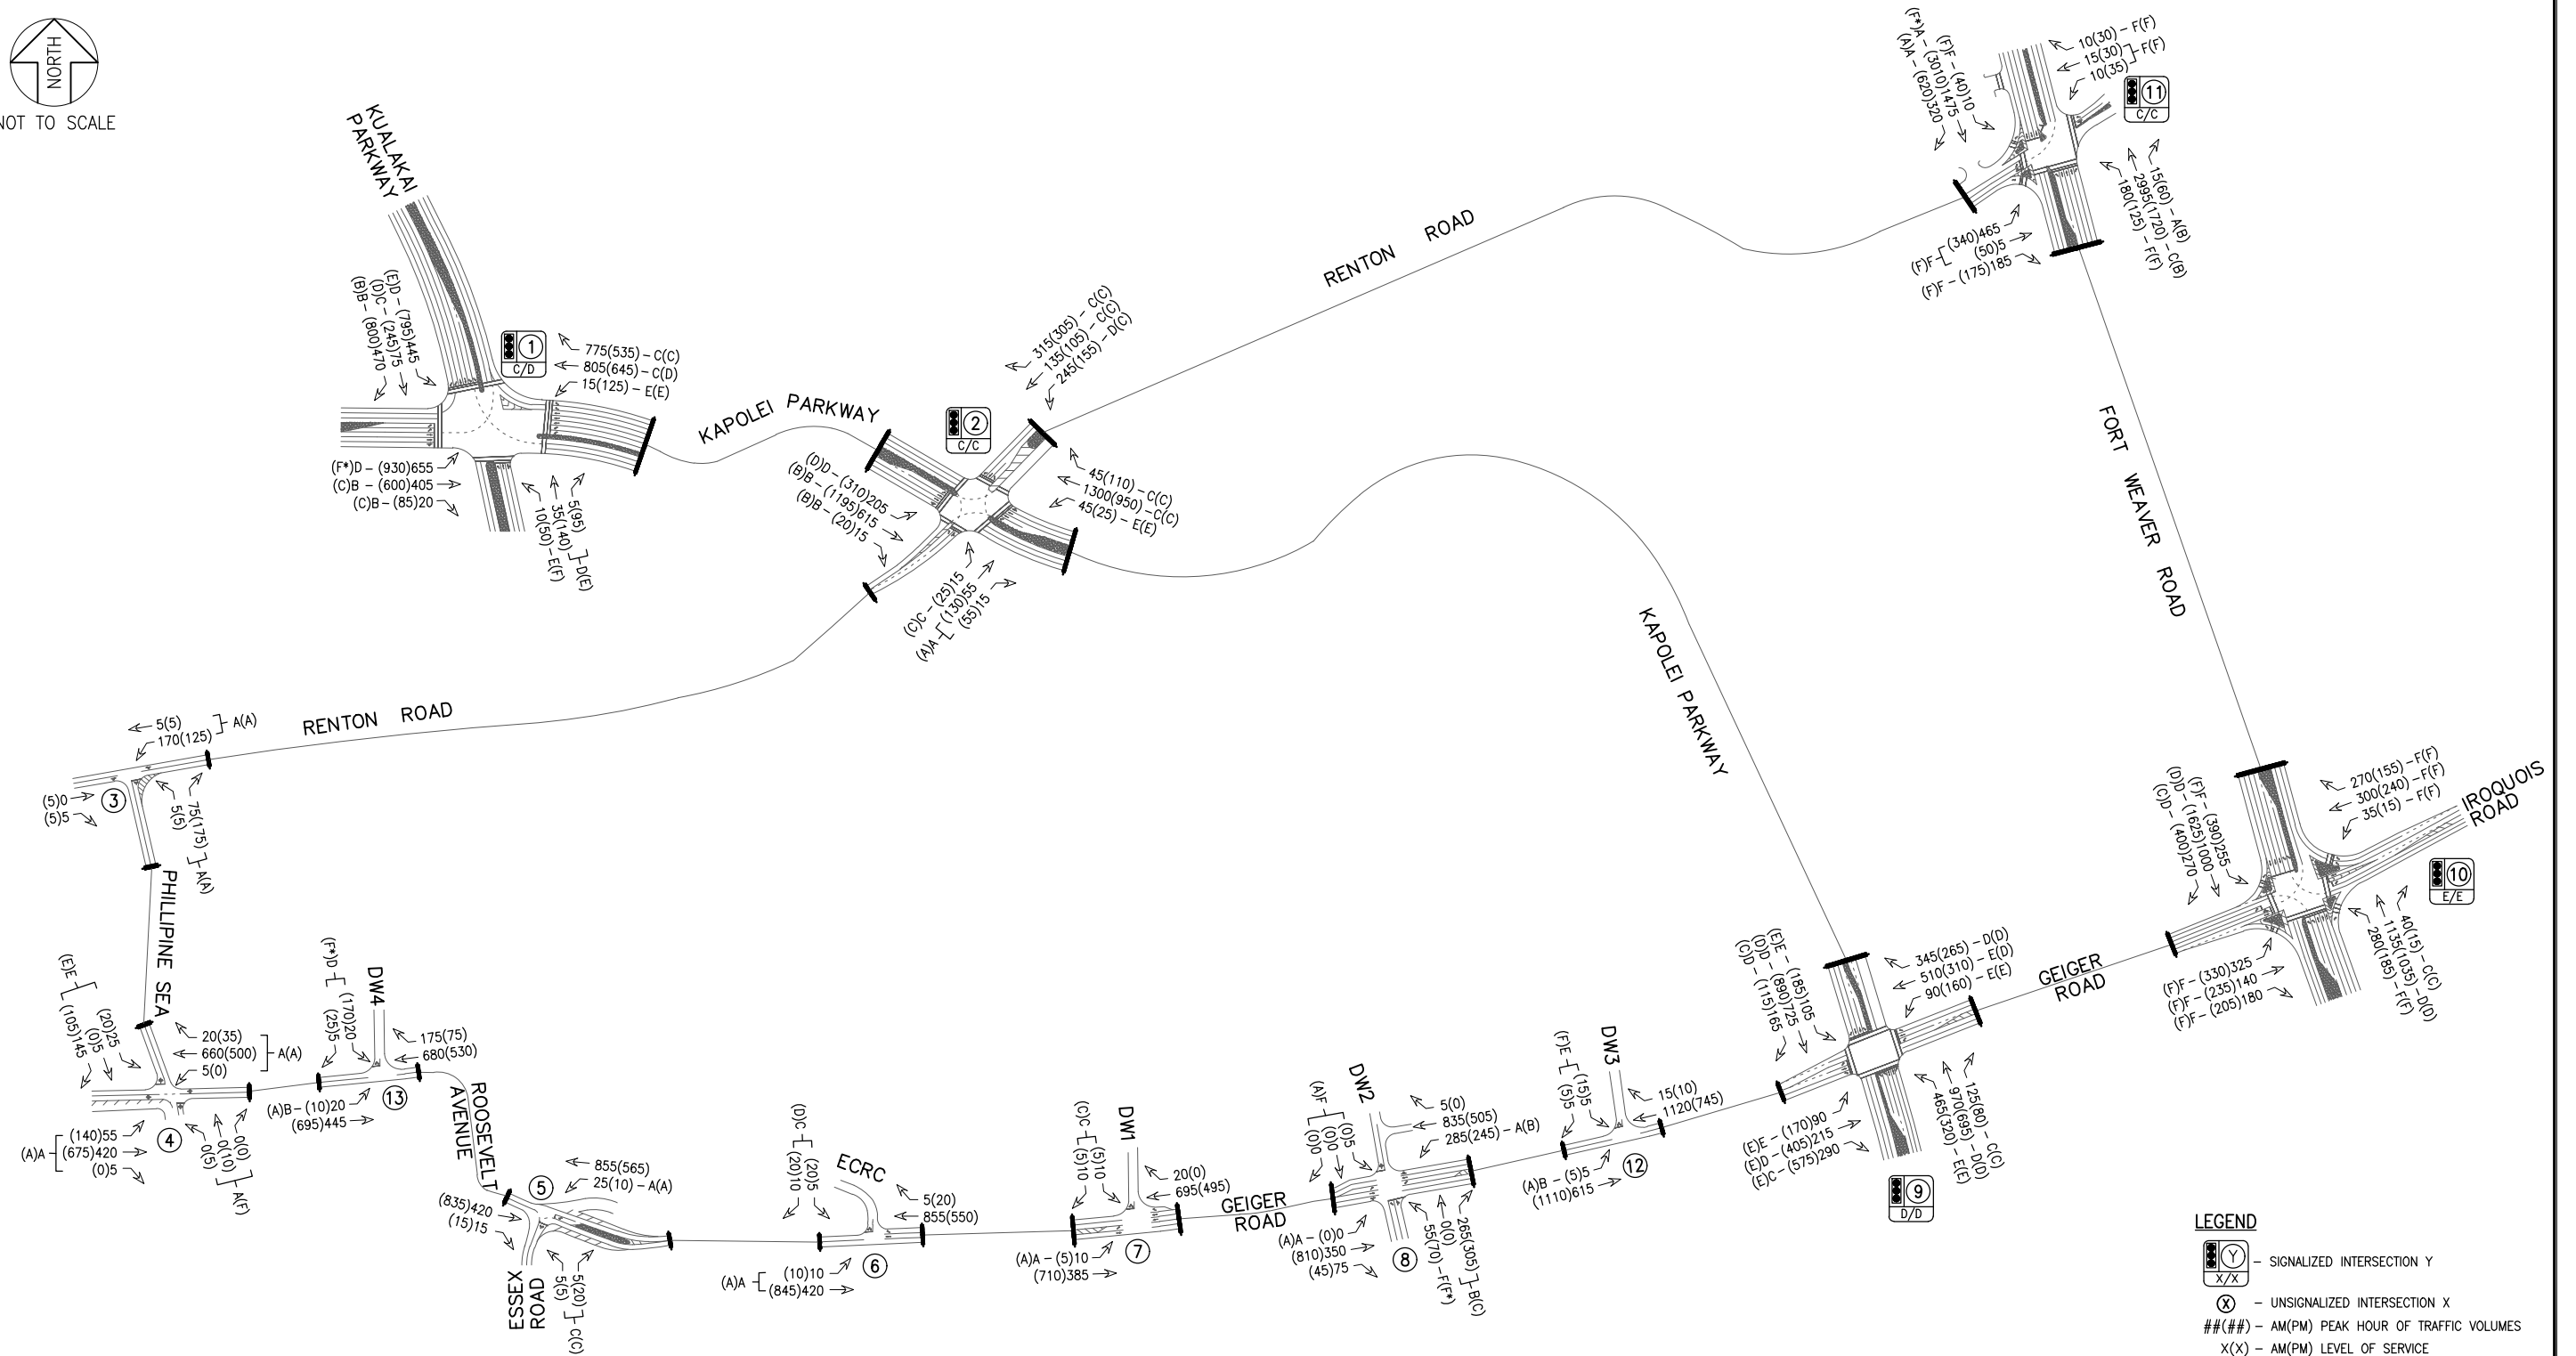 NORTH
NOT TO SCALE
KUALAKAI
PARKWAY
(E)D – (795)445
(D)C – (245)75
(B)B – (800)470
1
C/D
775(535) – C(C)
805(645) – C(D)
15(125) – E(E)
(F*)D – (930)655
(C)B – (600)405
(C)B – (85)20
5(95)
35(140)
D(E)
10(50) – E(F)
KAPOLEI PARKWAY
2
C/C
315(305) – C(C)
135(105) – C(C)
245(155) – D(C)
(D)D – (310)205
(B)B – (1195)615
(B)B – (20)15
45(110) – C(C)
1300(950) – C(C)
45(25) – E(E)
(C)C – (25)15
(A)A
(130)55
(55)15
RENTON ROAD
(F)F – (40)10
(F*)A – (3010)1475
(A)A – (620)320
10(30) – F(F)
15(30)
10(35)
F(F)
11
C/C
15(60) – A(B)
2995(1720) – C(B)
180(125) – F(F)
(F)F
(340)465
(50)5
(F)F – (175)185
FORT WEAVER ROAD
KAPOLEI PARKWAY
RENTON ROAD
5(5)
170(125)
A(A)
(5)0
(5)5
3
75(175)
5(5)
A(A)
PHILLIPINE SEA
(E)E
(20)25
(0)5
(105)145
20(35)
660(500)
5(0)
A(A)
(A)A
(140)55
(675)420
(0)5
4
0(0)
0(10)
0(5)
A(F)
(F*)D
(170)20
(25)5
DW4
175(75)
680(530)
(A)B – (10)20
(695)445
13
ROOSEVELT
AVENUE
5
855(565)
25(10) – A(A)
(835)420
(15)15
ESSEX
ROAD
5(20)
5(5)
C(C)
(D)C
(20)5
(20)10
ECRC
5(20)
855(550)
(A)A
(10)10
(845)420
6
(C)C
(5)10
(5)10
DW1
20(0)
695(495)
(A)A – (5)10
(710)385
7
GEIGER
ROAD
(A)F
(0)5
(0)0
(0)0
DW2
5(0)
835(505)
285(245) – A(B)
(A)A – (0)0
(810)350
(45)75
8
265(305)
0(0)
B(C)
55(70) – F(F*)
(F)E
(15)5
(5)5
DW3
15(10)
1120(745)
(A)B – (5)5
(1110)615
12
(E)E – (185)105
(D)D – (890)725
(C)D – (115)165
345(265) – D(D)
510(310) – E(D)
90(160) – E(E)
(E)E – (170)90
(E)D – (405)215
(E)C – (575)290
125(80) – C(C)
970(695) – D(D)
465(320) – E(E)
9
D/D
GEIGER
ROAD
(F)F – (390)255
(D)D – (1625)1000
(C)D – (400)270
270(155) – F(F)
300(240) – F(F)
35(15) – F(F)
IROQUOIS
ROAD
10
E/E
(F)F – (330)325
(F)F – (235)140
(F)F – (205)180
40(15) – C(C)
1135(1035) – D(D)
280(185) – F(F)
LEGEND
Y
X/X
– SIGNALIZED INTERSECTION Y
X – UNSIGNALIZED INTERSECTION X
##(##) – AM(PM) PEAK HOUR OF TRAFFIC VOLUMES
X(X) – AM(PM) LEVEL OF SERVICE